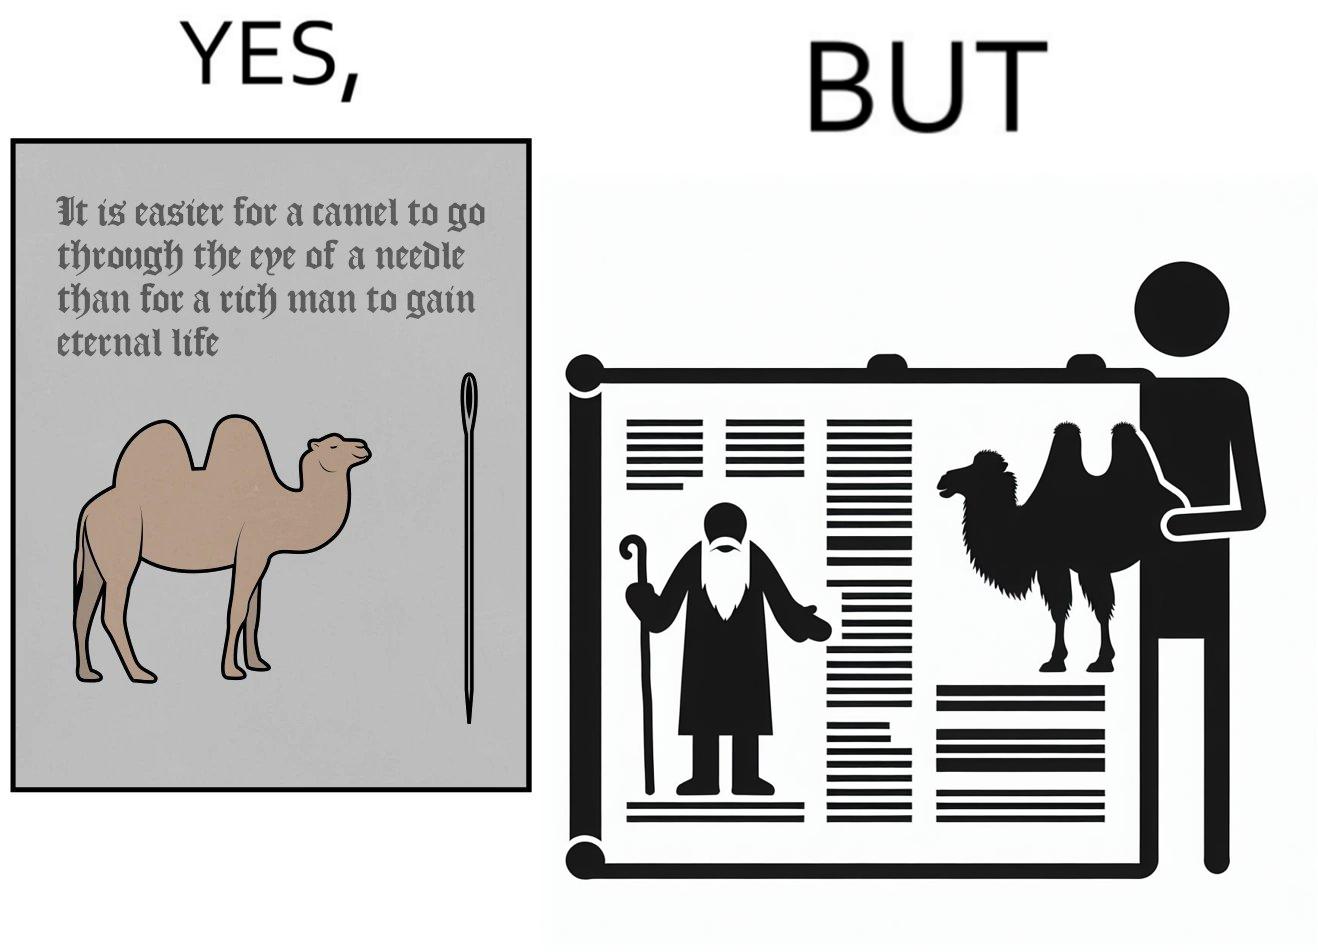 YES,
BUT
It is easier for a camel to go
through the eye of a needle
than for a rich man to gain
eternal life